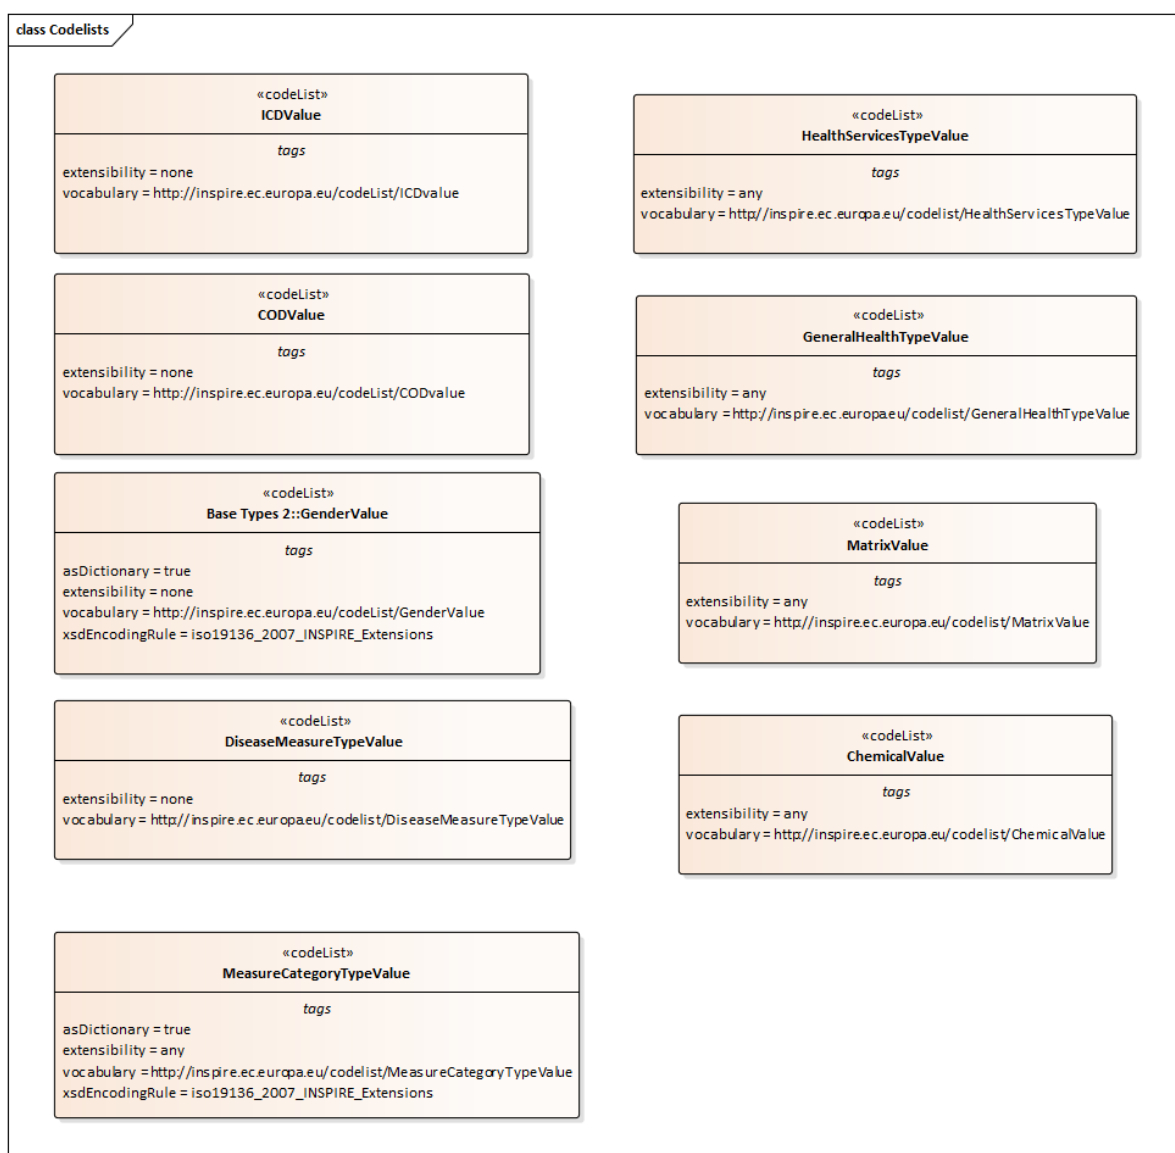 class Codelists
«codeList»
ICDValue
tags
extensibility = none
vocabulary = http://inspire.ec.europa.eu/codeList/ICDvalue
«codeList»
HealthServicesTypeValue
tags
extensibility = any
vocabulary = http://inspire.ec.europa.eu/codelist/HealthServicesTypeValue
«codeList»
CODValue
tags
extensibility = none
vocabulary = http://inspire.ec.europa.eu/codeList/CODvalue
«codeList»
GeneralHealthTypeValue
tags
extensibility = any
vocabulary =http://inspire.ec.europa.eu/codelist/GeneralHealthTypeValue
«codeList»
Base Types 2::GenderValue
tags
asDictionary = true
extensibility = none
vocabulary = http://inspire.ec.europa.eu/codeList/GenderValue
xsdEncodingRule = iso19136_2007_INSPIRE_Extensions
«codeList»
MatrixValue
tags
extensibility = any
vocabulary = http://inspire.ec.europa.eu/codelist/MatrixValue
«codeList»
DiseaseMeasureTypeValue
tags
extensibility = none
vocabulary = http://inspire.ec.europa.eu/codelist/DiseaseMeasureTypeValue
«codeList»
ChemicalValue
tags
extensibility = any
vocabulary = http://inspire.ec.europa.eu/codelist/ChemicalValue
«codeList»
MeasureCategoryTypeValue
tags
asDictionary = true
extensibility = any
vocabulary =http://inspire.ec.europa.eu/codelist/MeasureCategoryTypeValue
xsdEncodingRule = iso19136_2007_INSPIRE_Extensions